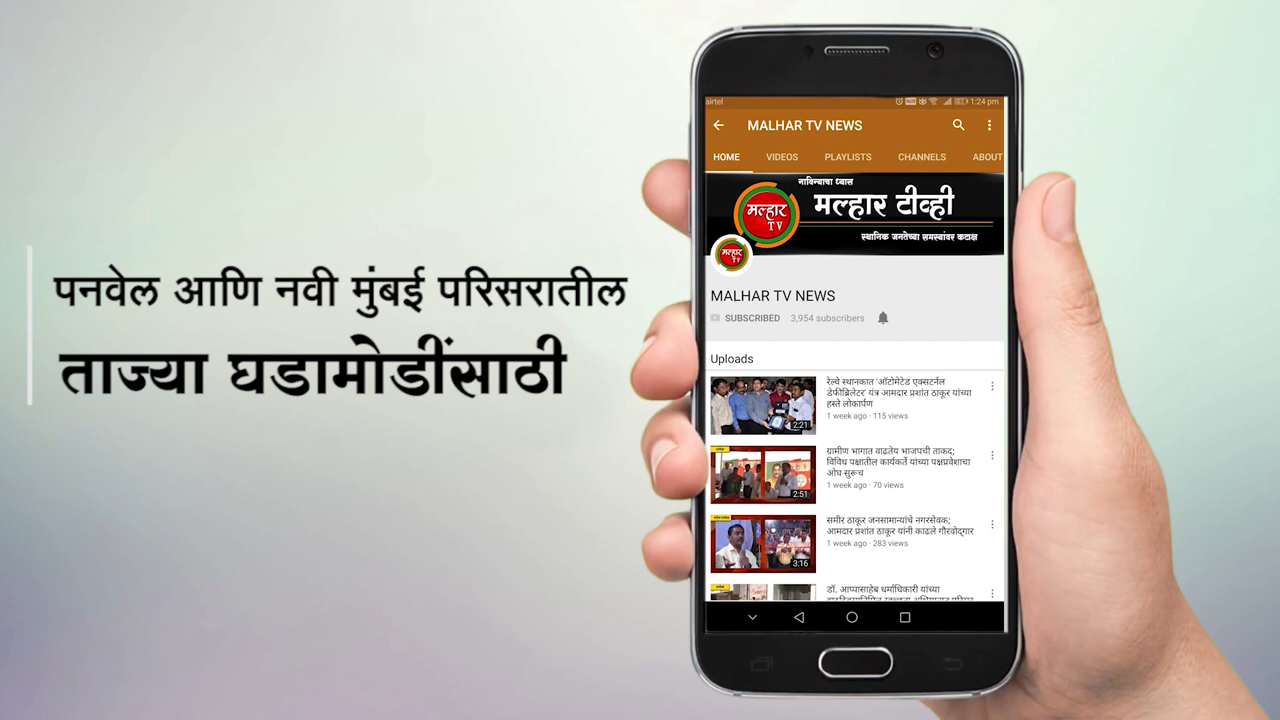 पनवेल आणि नवी मुंबई परिसरातील
ताज्या घडामोडींसाठी
airtel
1:24 pm
MALHAR TV NEWS
HOME VIDEOS PLAYLISTS CHANNELS ABOUT
नाविन्याचा ध्यास
मल्हार टीव्ही
मल्हार
TV
स्थानिक जनतेच्या समस्यांवर कटाक्ष
मल्हार
TV
MALHAR TV NEWS
SUBSCRIBED 3,954 subscribers
Uploads
रेल्वे स्थानकात 'ऑटोमेटेड एक्सटर्नल
डेफीब्रिलेटर' यंत्र आमदार प्रशांत ठाकूर यांच्या
हस्ते लोकार्पण
1 week ago · 115 views
2:21
ग्रामीण भागात वाढतेय भाजपची ताकद;
विविध पक्षातील कार्यकर्ते यांच्या पक्षप्रवेशाचा
ओघ सुरूच
1 week ago · 70 views
2:51
समीर ठाकूर जनसामान्यांचे नगरसेवक;
आमदार प्रशांत ठाकूर यांनी काढले गौरवोद्गार
1 week ago · 283 views
3:16
डॉ. आप्पासाहेब धर्माधिकारी यांच्या